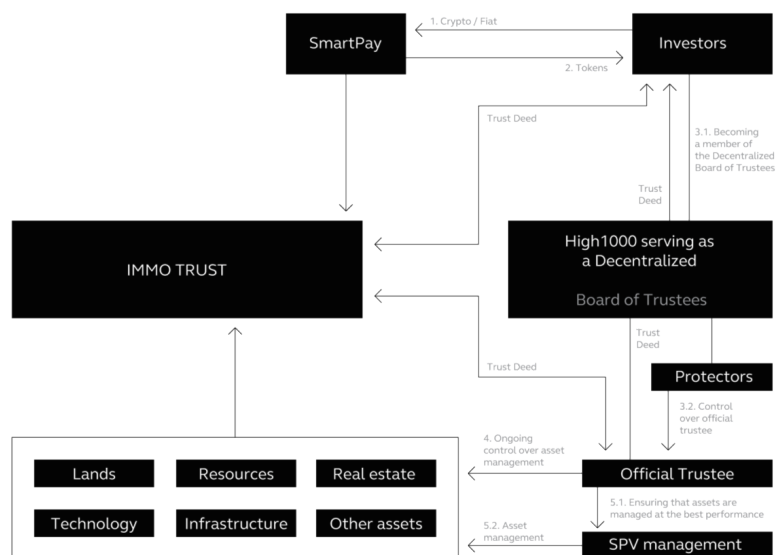 1. Crypto / Fiat
SmartPay
Investors
2. Tokens
Trust Deed
3.1. Becoming
a member of
the Decentralized
Board of Trustees
Trust
Deed
High1000 serving as
a Decentralized
IMMO TRUST
Board of Trustees
Trust
Deed
Trust Deed
Protectors
3.2. Control
over official
trustee
4. Ongoing
control over asset
management
Lands
Resources
Real estate
Official Trustee
5.1. Ensuring that assets are
managed at the best performance
Technology
Infrastructure
Other assets
5.2. Asset
management
SPV management